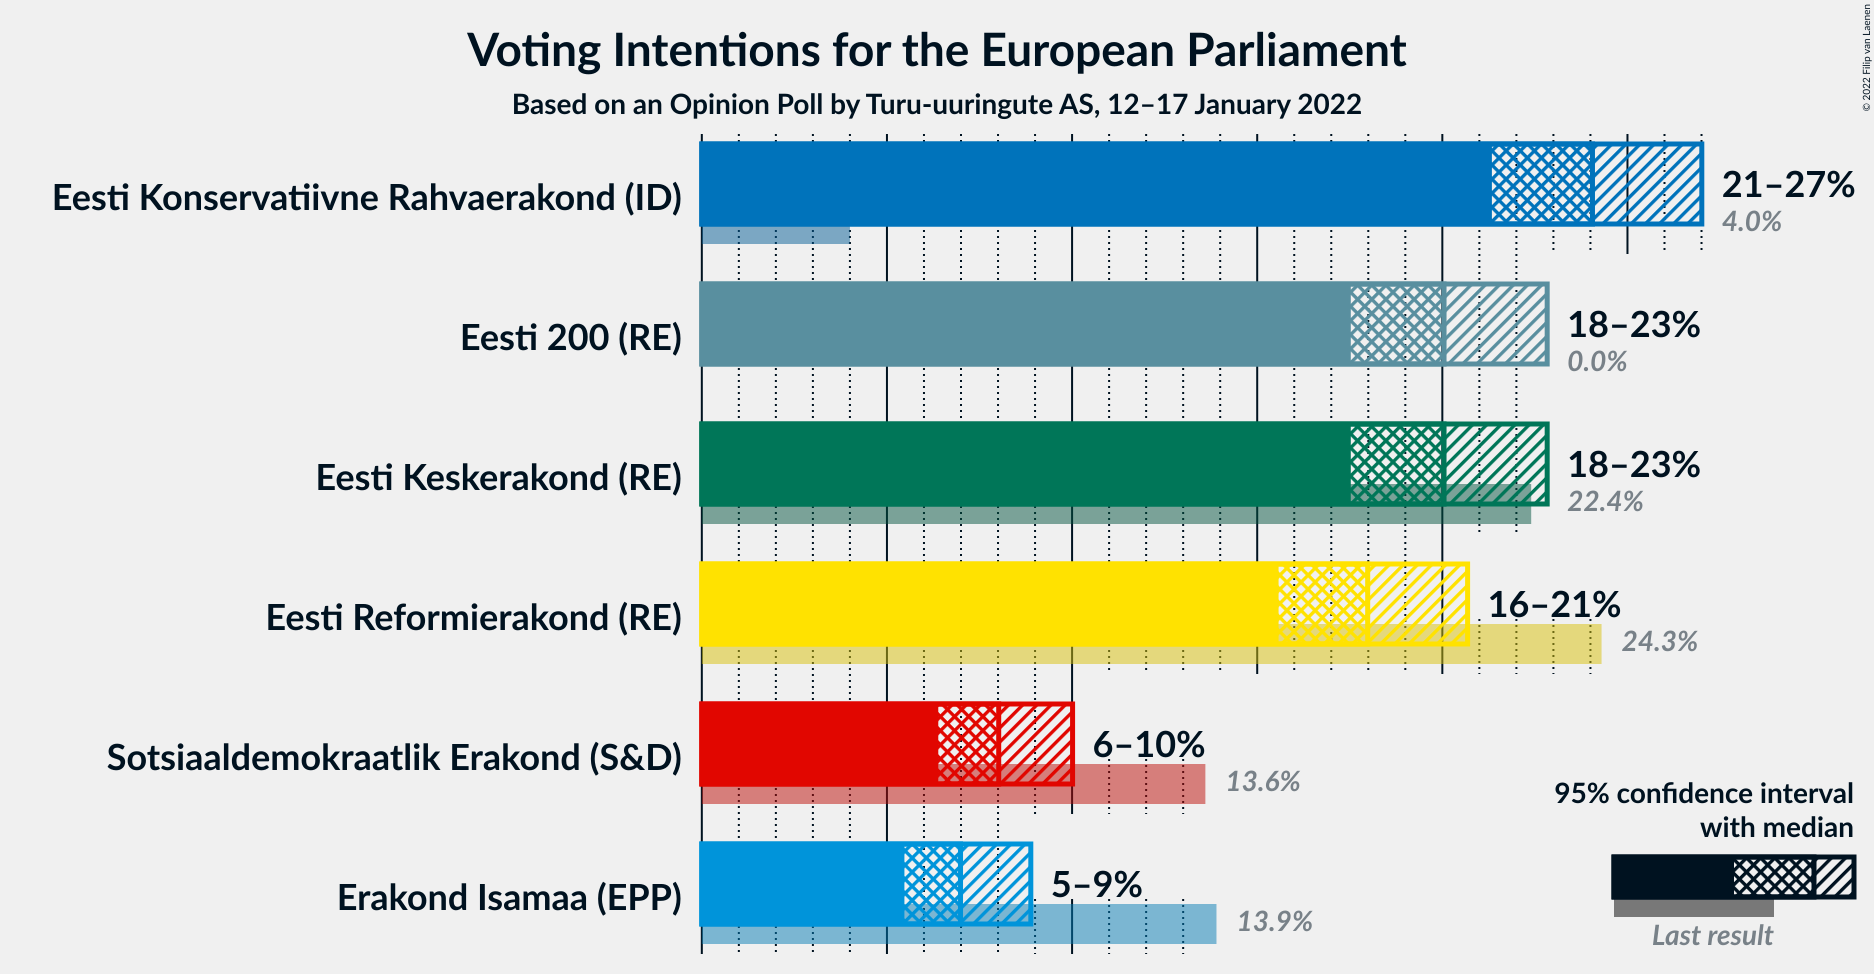 Voting Intentions for the European Parliament
Based on an Opinion Poll by Turu-uuringute AS, 12–17 January 2022
© 2022 Filip van Laenen
Eesti Konservatiivne Rahvaerakond (ID)
21–27%
4.0%
Eesti 200 (RE)
18–23%
0.0%
Eesti Keskerakond (RE)
18–23%
22.4%
Eesti Reformierakond (RE)
16–21%
24.3%
Sotsiaaldemokraatlik Erakond (S&D)
6–10%
13.6%
Erakond Isamaa (EPP)
5–9%
13.9%
95% confidence interval
with median
Last result